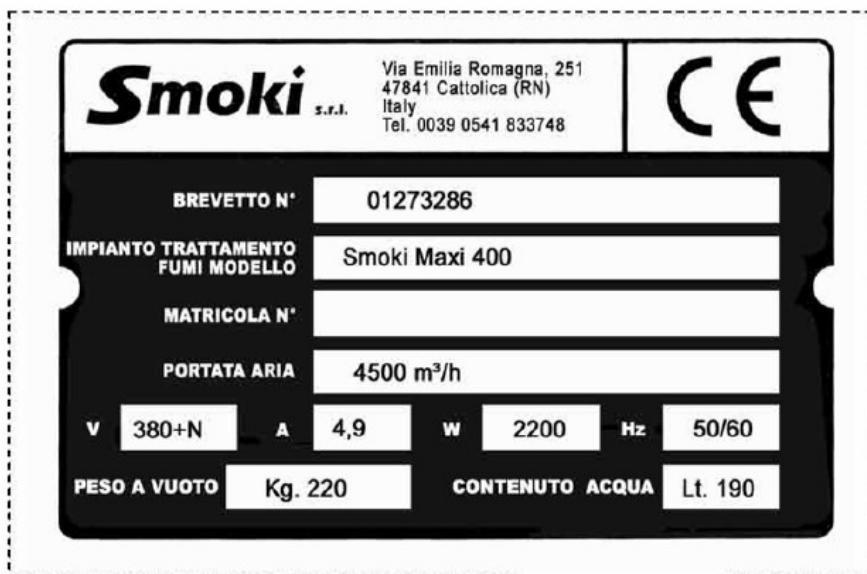 Smoki s.r.l.
Via Emilia Romagna, 251
47841 Cattolica (RN)
Italy
Tel. 0039 0541 833748
CE
BREVETTO N° 01273286
IMPIANTO TRATTAMENTO
FUMI MODELLO Smoki Maxi 400
MATRICOLA N°
PORTATA ARIA 4500 m³/h
V 380+N A 4,9 W 2200 Hz 50/60
PESO A VUOTO Kg. 220 CONTENUTO ACQUA Lt. 190